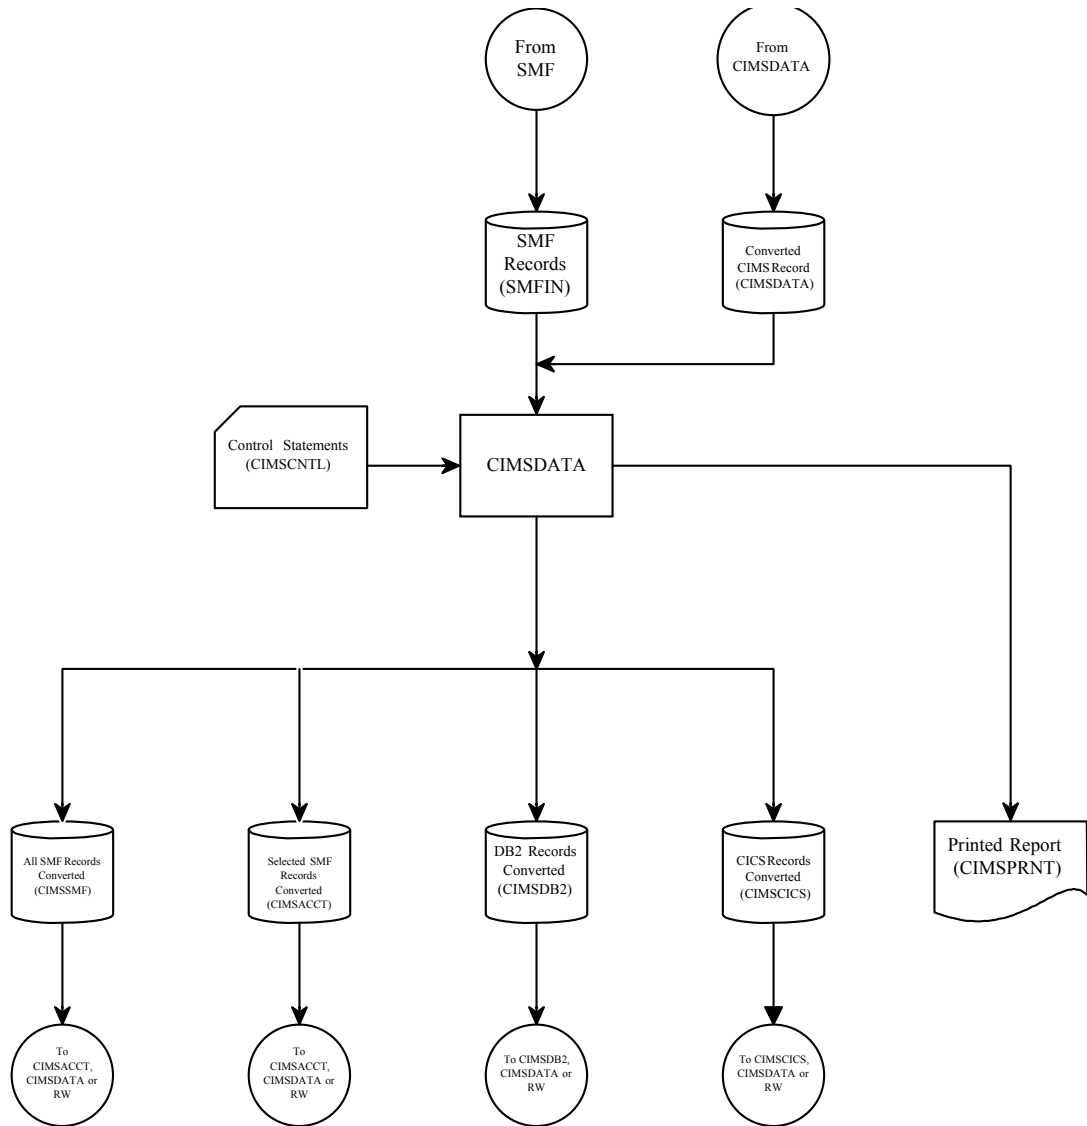 From
SMF
From
CIMSDATA
SMF
Records
(SMFIN)
Converted
CIMS Record
(CIMSDATA)
Control Statements
(CIMSCNTL)
CIMSDATA
All SMF Records
Converted
(CIMSSMF)
Selected SMF
Records
Converted
(CIMSACCT)
DB2 Records
Converted
(CIMSDB2)
CICS Records
Converted
(CIMSCICS)
Printed Report
(CIMSPRNT)
To
CIMSACCT,
CIMSDATA or
RW
To
CIMSACCT,
CIMSDATA or
RW
To CIMSDB2,
CIMSDATA or
RW
To CIMSCICS,
CIMSDATA or
RW